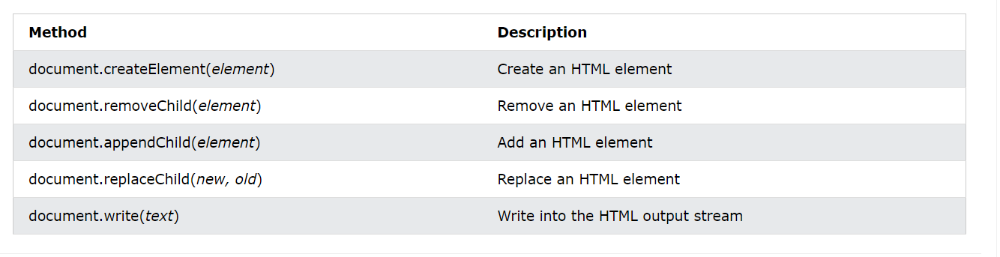 Method Description
document.createElement(element) Create an HTML element
document.removeChild(element) Remove an HTML element
document.appendChild(element) Add an HTML element
document.replaceChild(new, old) Replace an HTML element
document.write(text) Write into the HTML output stream